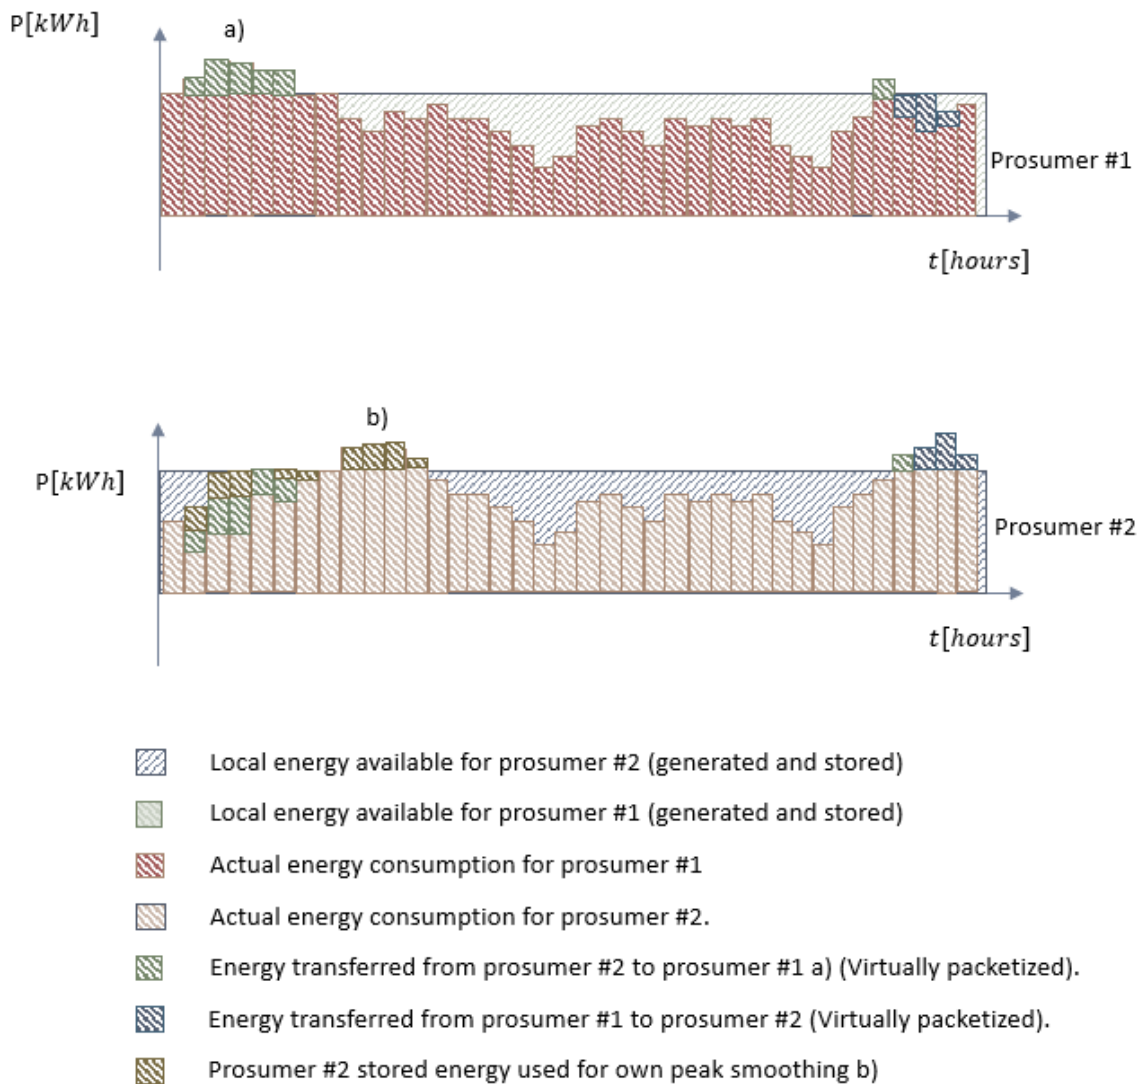 P[kWh]
a)
Prosumer #1
t[hours]
b)
P[kWh]
Prosumer #2
t[hours]
Local energy available for prosumer #2 (generated and stored)
Local energy available for prosumer #1 (generated and stored)
Actual energy consumption for prosumer #1
Actual energy consumption for prosumer #2.
Energy transferred from prosumer #2 to prosumer #1 a) (Virtually packetized).
Energy transferred from prosumer #1 to prosumer #2 (Virtually packetized).
Prosumer #2 stored energy used for own peak smoothing b)